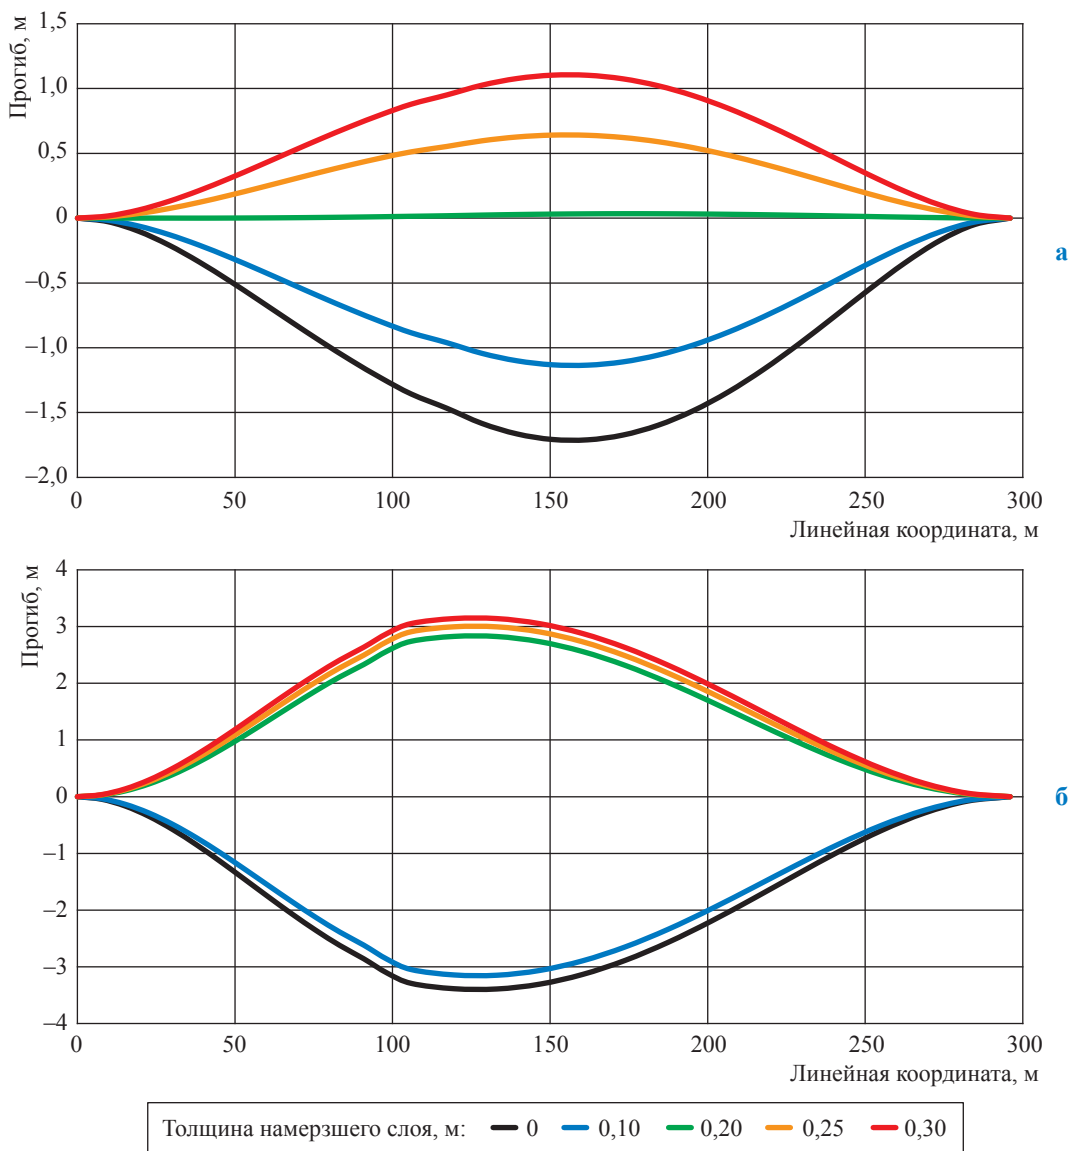 Прогиб, м
1,5
1,0
0,5
0
–0,5
–1,0
–1,5
–2,0
0 50 100 150 200 250 300
Линейная координата, м
а
Прогиб, м
4
3
2
1
0
–1
–2
–3
–4
0 50 100 150 200 250 300
Линейная координата, м
б
Толщина намерзшего слоя, м: 0 0,10 0,20 0,25 0,30